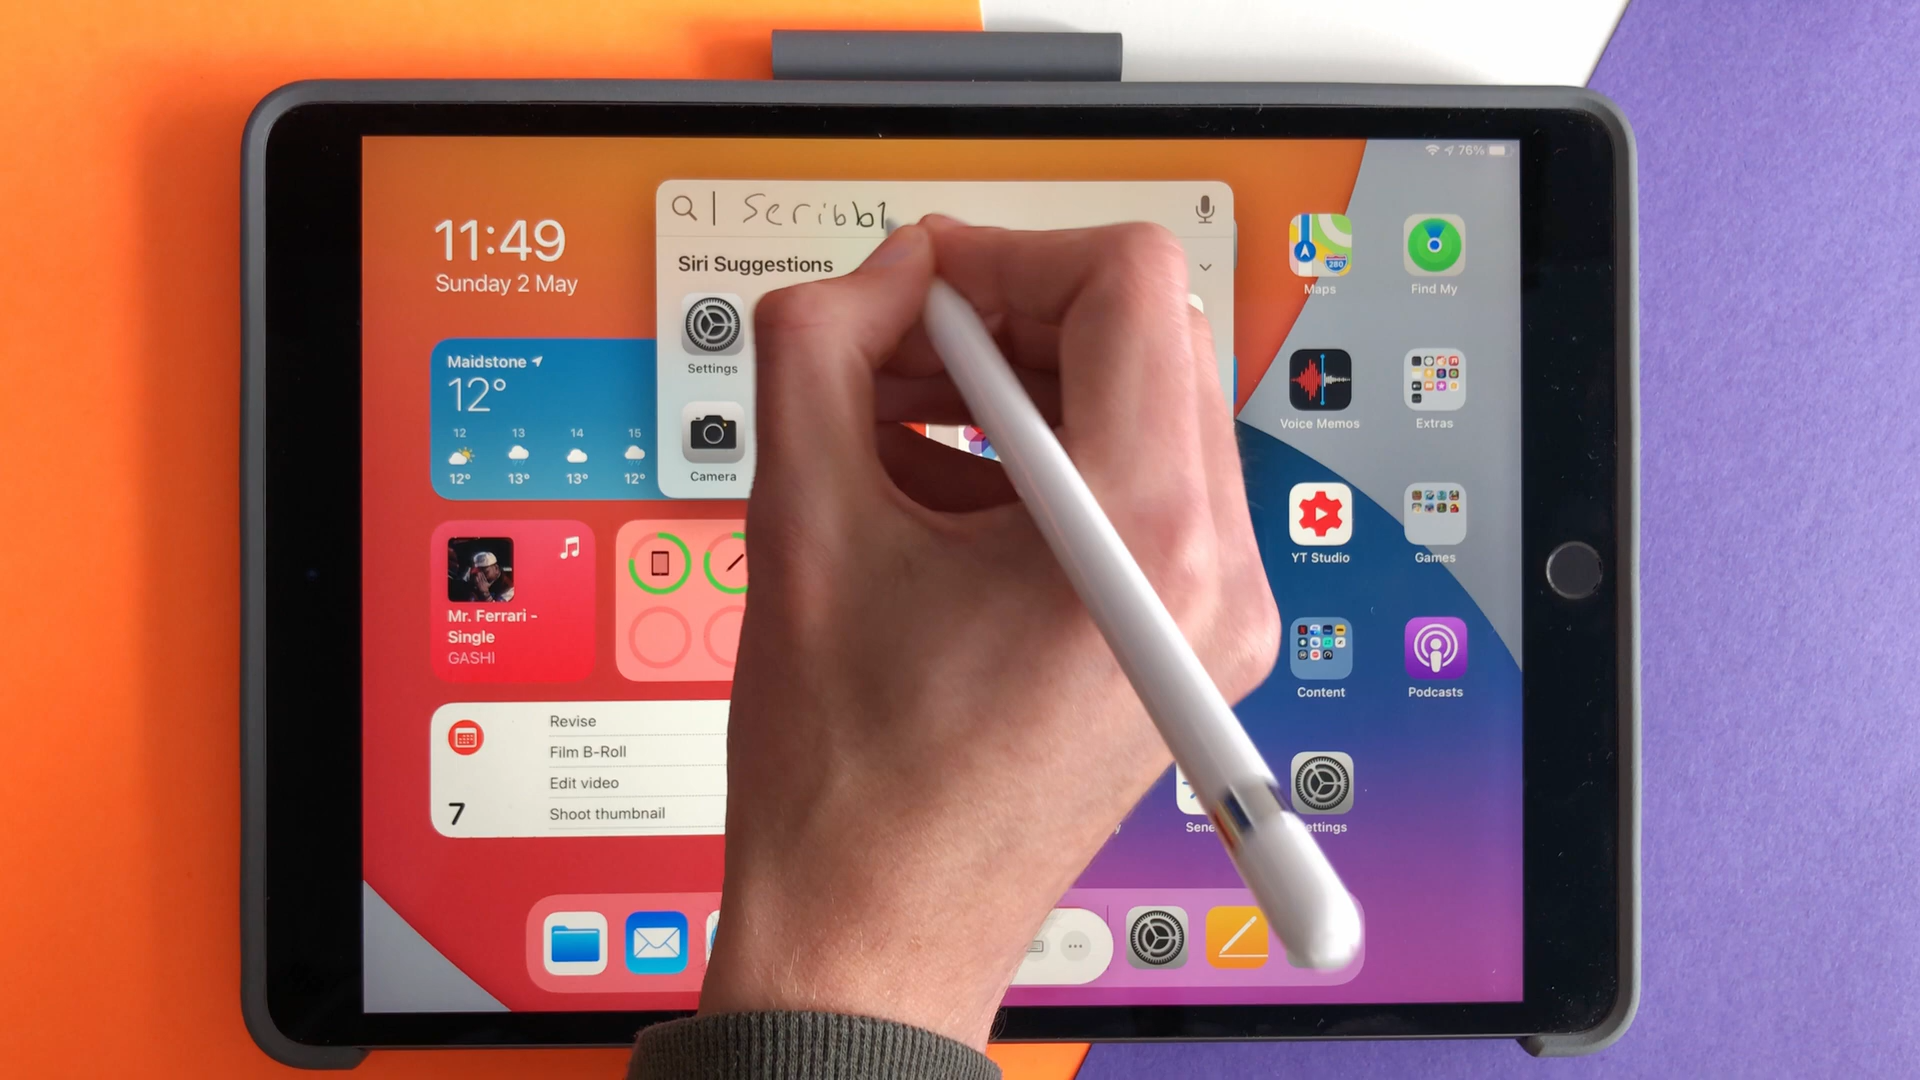 76%
Scribbl
11:49
Sunday 2 May
Siri Suggestions
Settings
Camera
Maidstone
12°
12 13 14 15
12° 13° 13° 12°
Mr. Ferrari -
Single
GASHI
Revise
Film B-Roll
Edit video
Shoot thumbnail
7
Maps
280
Find My
Voice Memos
Extras
YT Studio
Games
Content
Podcasts